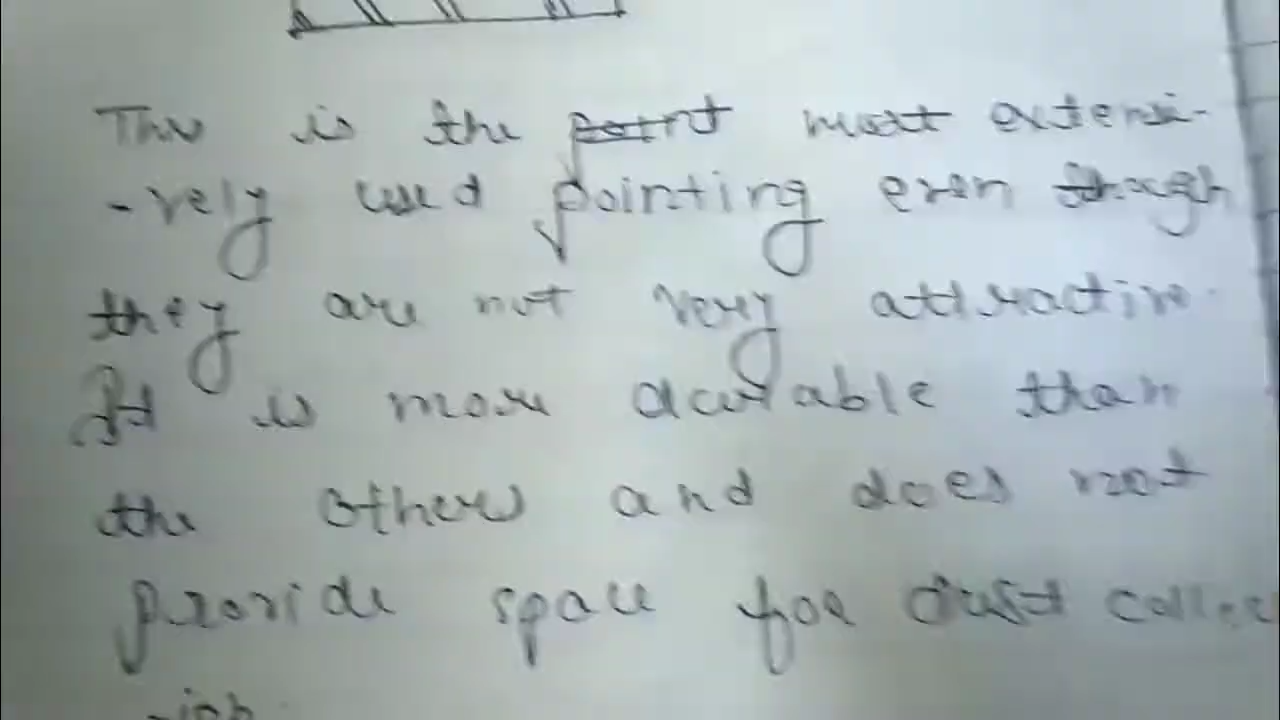 This is the point most extensi-
-vely used pointing even though
they are not very attractive.
It is more durable than
the others and does not
provide space for dust collec
-ion.